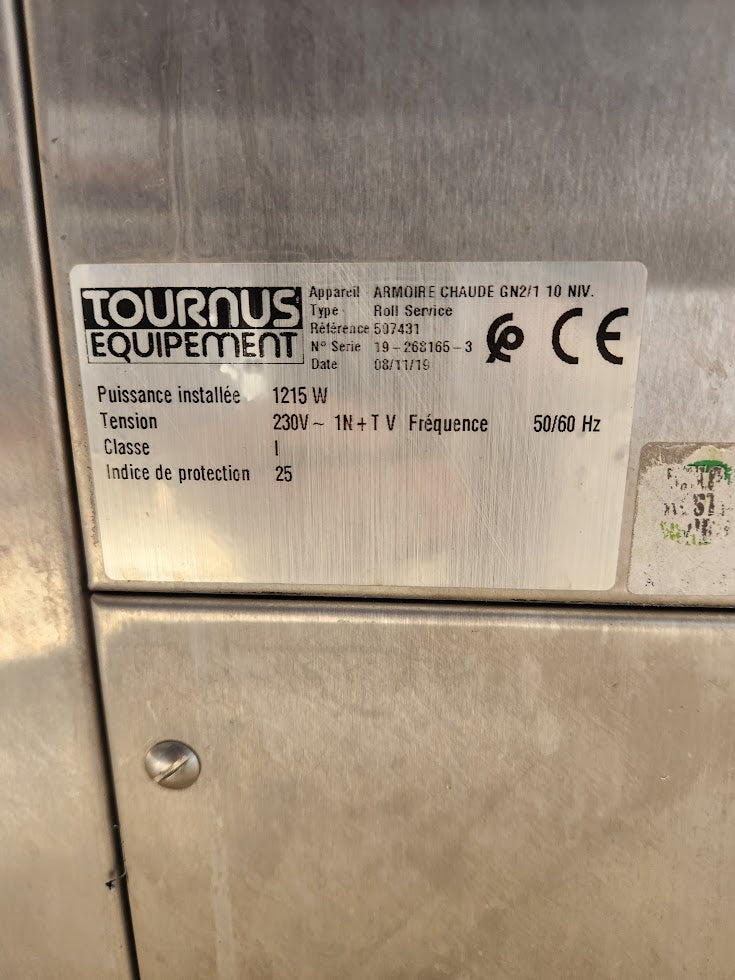 TOURNUS
EQUIPEMENT
Appareil ARMOIRE CHAUDE GN2/1 10 NIV.
Type Roll Service
Référence 507431
N° Serie 19-268165-3
Date 08/11/19
CE
Puissance installée 1215 W
Tension 230V~ 1N+T V Fréquence 50/60 Hz
Classe I
Indice de protection 25